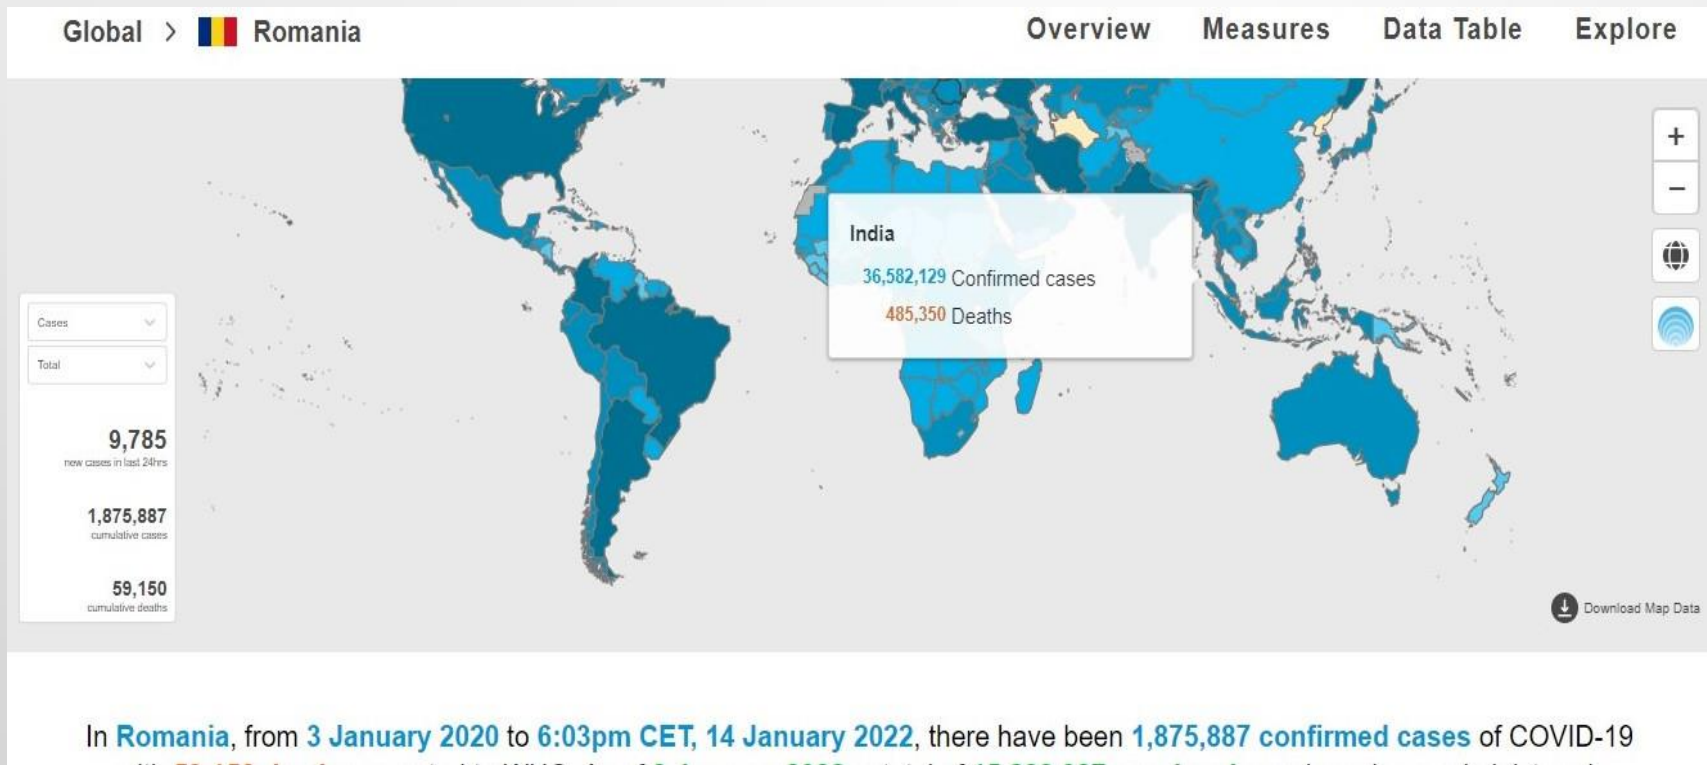 Global > Romania
Overview Measures Data Table Explore
+
−
India
36,582,129 Confirmed cases
485,350 Deaths
Cases
Total
9,785
new cases in last 24hrs
1,875,887
cumulative cases
59,150
cumulative deaths
Download Map Data
In Romania, from 3 January 2020 to 6:03pm CET, 14 January 2022, there have been 1,875,887 confirmed cases of COVID-19